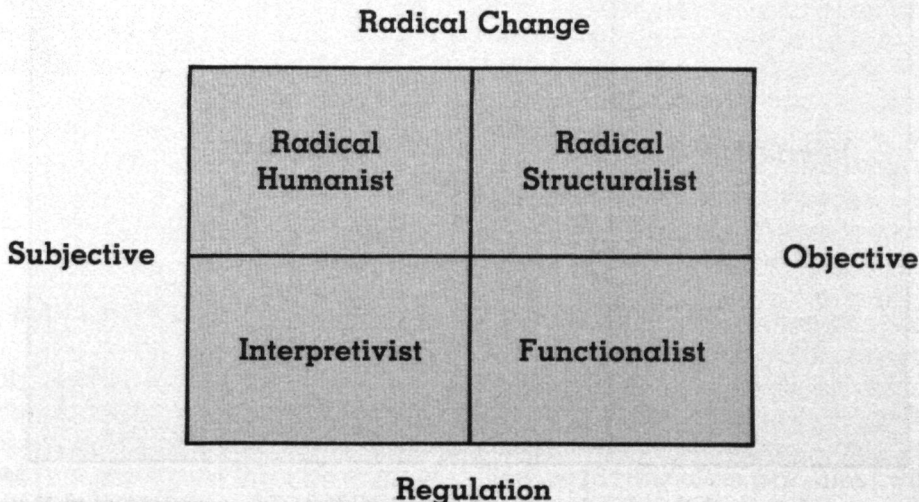 Radical Change
Radical
Humanist
Radical
Structuralist
Subjective
Objective
Interpretivist
Functionalist
Regulation